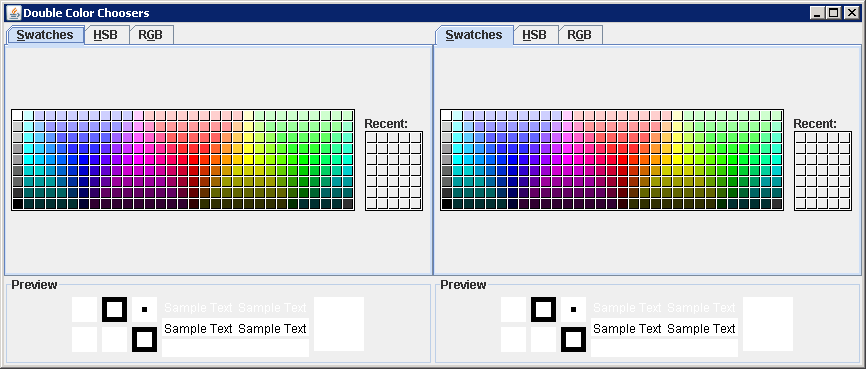 Double Color Choosers
Swatches HSB RGB
Recent:
Preview
Sample Text Sample Text
Sample Text Sample Text
Swatches HSB RGB
Recent:
Preview
Sample Text Sample Text
Sample Text Sample Text